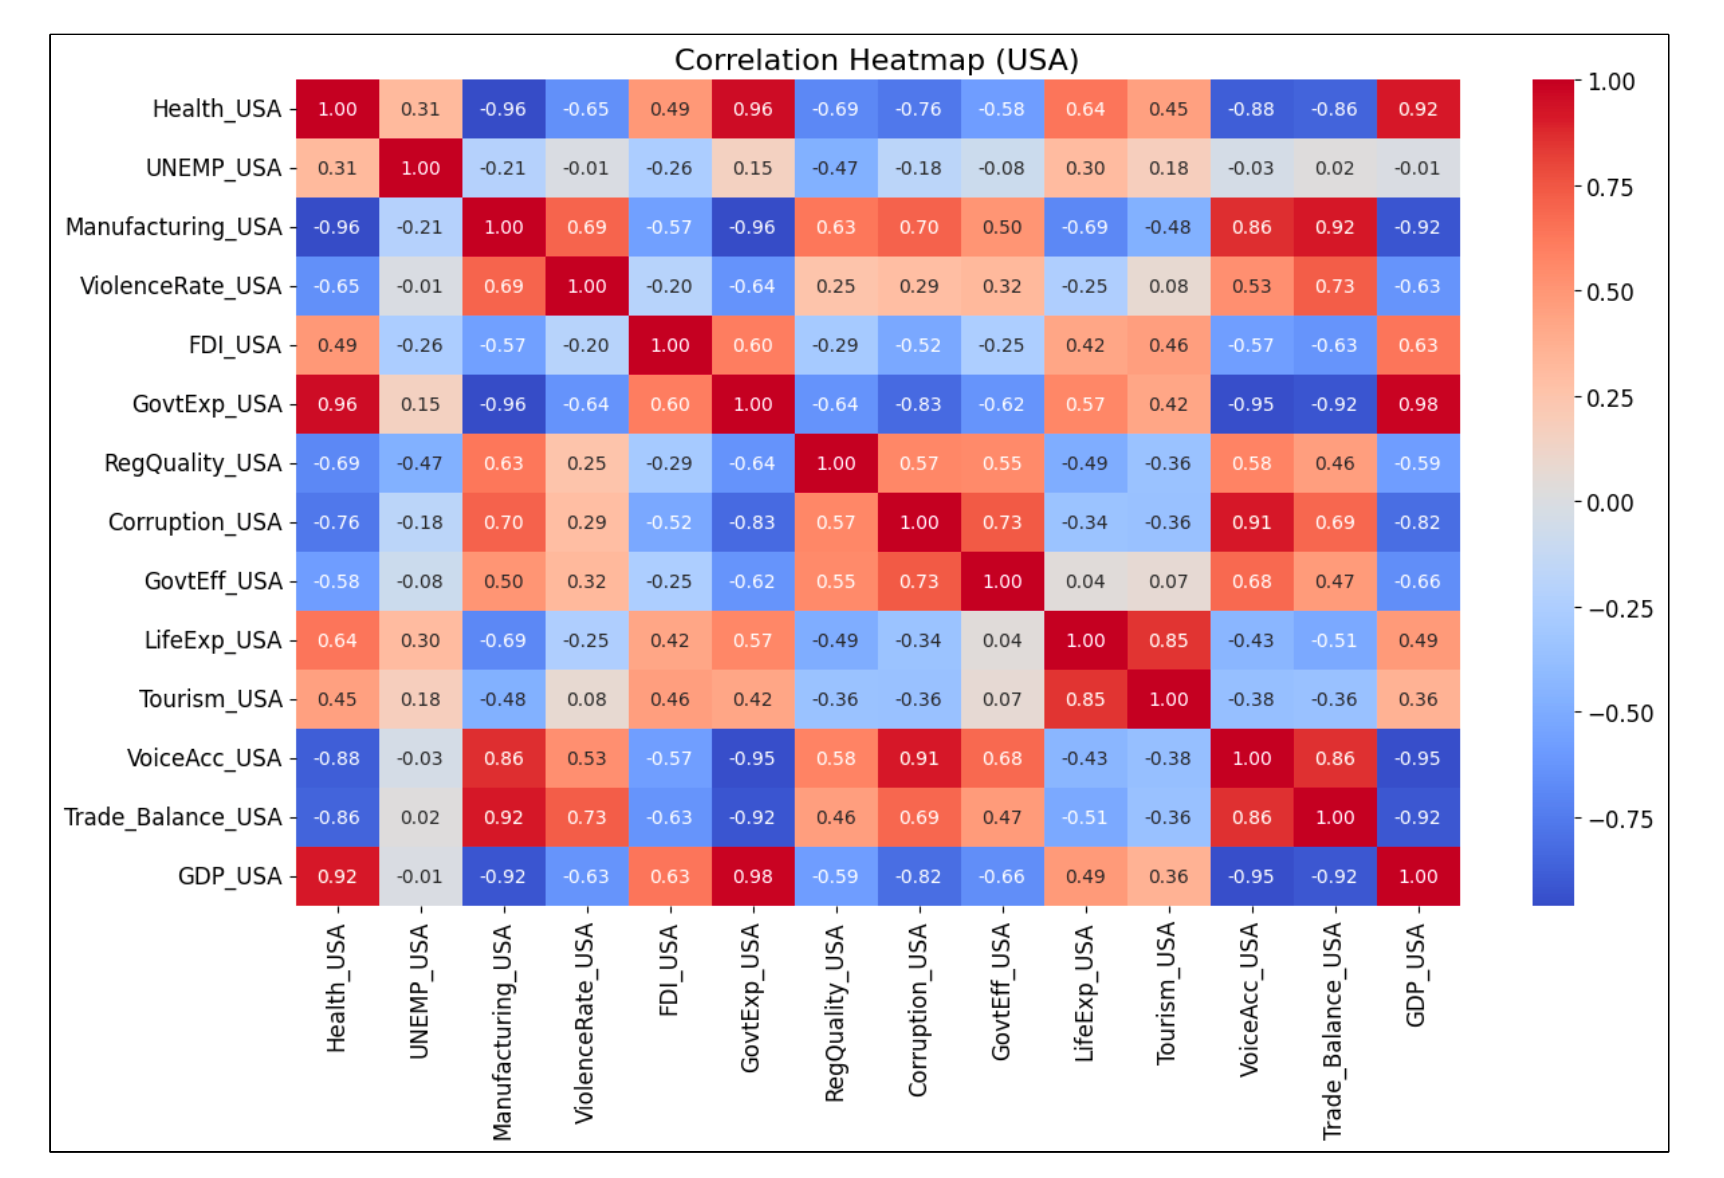 Correlation Heatmap (USA)
Health_USA 1.00 0.31 -0.96 -0.65 0.49 0.96 -0.69 -0.76 -0.58 0.64 0.45 -0.88 -0.86 0.92
UNEMP_USA 0.31 1.00 -0.21 -0.01 -0.26 0.15 -0.47 -0.18 -0.08 0.30 0.18 -0.03 0.02 -0.01
Manufacturing_USA -0.96 -0.21 1.00 0.69 -0.57 -0.96 0.63 0.70 0.50 -0.69 -0.48 0.86 0.92 -0.92
ViolenceRate_USA -0.65 -0.01 0.69 1.00 -0.20 -0.64 0.25 0.29 0.32 -0.25 0.08 0.53 0.73 -0.63
FDI_USA 0.49 -0.26 -0.57 -0.20 1.00 0.60 -0.29 -0.52 -0.25 0.42 0.46 -0.57 -0.63 0.63
GovtExp_USA 0.96 0.15 -0.96 -0.64 0.60 1.00 -0.64 -0.83 -0.62 0.57 0.42 -0.95 -0.92 0.98
RegQuality_USA -0.69 -0.47 0.63 0.25 -0.29 -0.64 1.00 0.57 0.55 -0.49 -0.36 0.58 0.46 -0.59
Corruption_USA -0.76 -0.18 0.70 0.29 -0.52 -0.83 0.57 1.00 0.73 -0.34 -0.36 0.91 0.69 -0.82
GovtEff_USA -0.58 -0.08 0.50 0.32 -0.25 -0.62 0.55 0.73 1.00 0.04 0.07 0.68 0.47 -0.66
LifeExp_USA 0.64 0.30 -0.69 -0.25 0.42 0.57 -0.49 -0.34 0.04 1.00 0.85 -0.43 -0.51 0.49
Tourism_USA 0.45 0.18 -0.48 0.08 0.46 0.42 -0.36 -0.36 0.07 0.85 1.00 -0.38 -0.36 0.36
VoiceAcc_USA -0.88 -0.03 0.86 0.53 -0.57 -0.95 0.58 0.91 0.68 -0.43 -0.38 1.00 0.86 -0.95
Trade_Balance_USA -0.86 0.02 0.92 0.73 -0.63 -0.92 0.46 0.69 0.47 -0.51 -0.36 0.86 1.00 -0.92
GDP_USA 0.92 -0.01 -0.92 -0.63 0.63 0.98 -0.59 -0.82 -0.66 0.49 0.36 -0.95 -0.92 1.00
Health_USA
UNEMP_USA
Manufacturing_USA
ViolenceRate_USA
FDI_USA
GovtExp_USA
RegQuality_USA
Corruption_USA
GovtEff_USA
LifeExp_USA
Tourism_USA
VoiceAcc_USA
Trade_Balance_USA
GDP_USA
1.00
0.75
0.50
0.25
0.00
−0.25
−0.50
−0.75